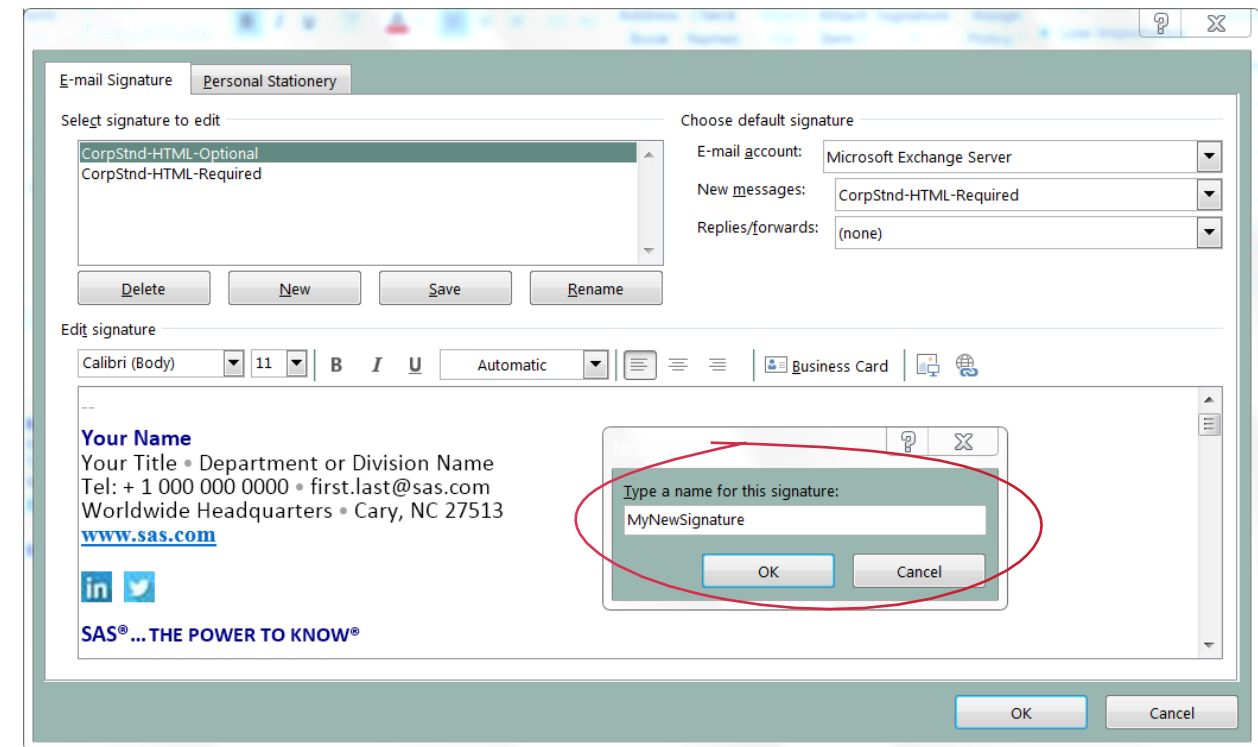 E-mail Signature
Personal Stationery
Select signature to edit
CorpStnd-HTML-Optional
CorpStnd-HTML-Required
Delete
New
Save
Rename
Choose default signature
E-mail account: Microsoft Exchange Server
New messages: CorpStnd-HTML-Required
Replies/forwards: (none)
Edit signature
Calibri (Body) 11 B I U Automatic Business Card
--
Your Name
Your Title • Department or Division Name
Tel: + 1 000 000 0000 • first.last@sas.com
Worldwide Headquarters • Cary, NC 27513
www.sas.com
in
SAS®... THE POWER TO KNOW®
Type a name for this signature:
MyNewSignature
OK Cancel
OK Cancel